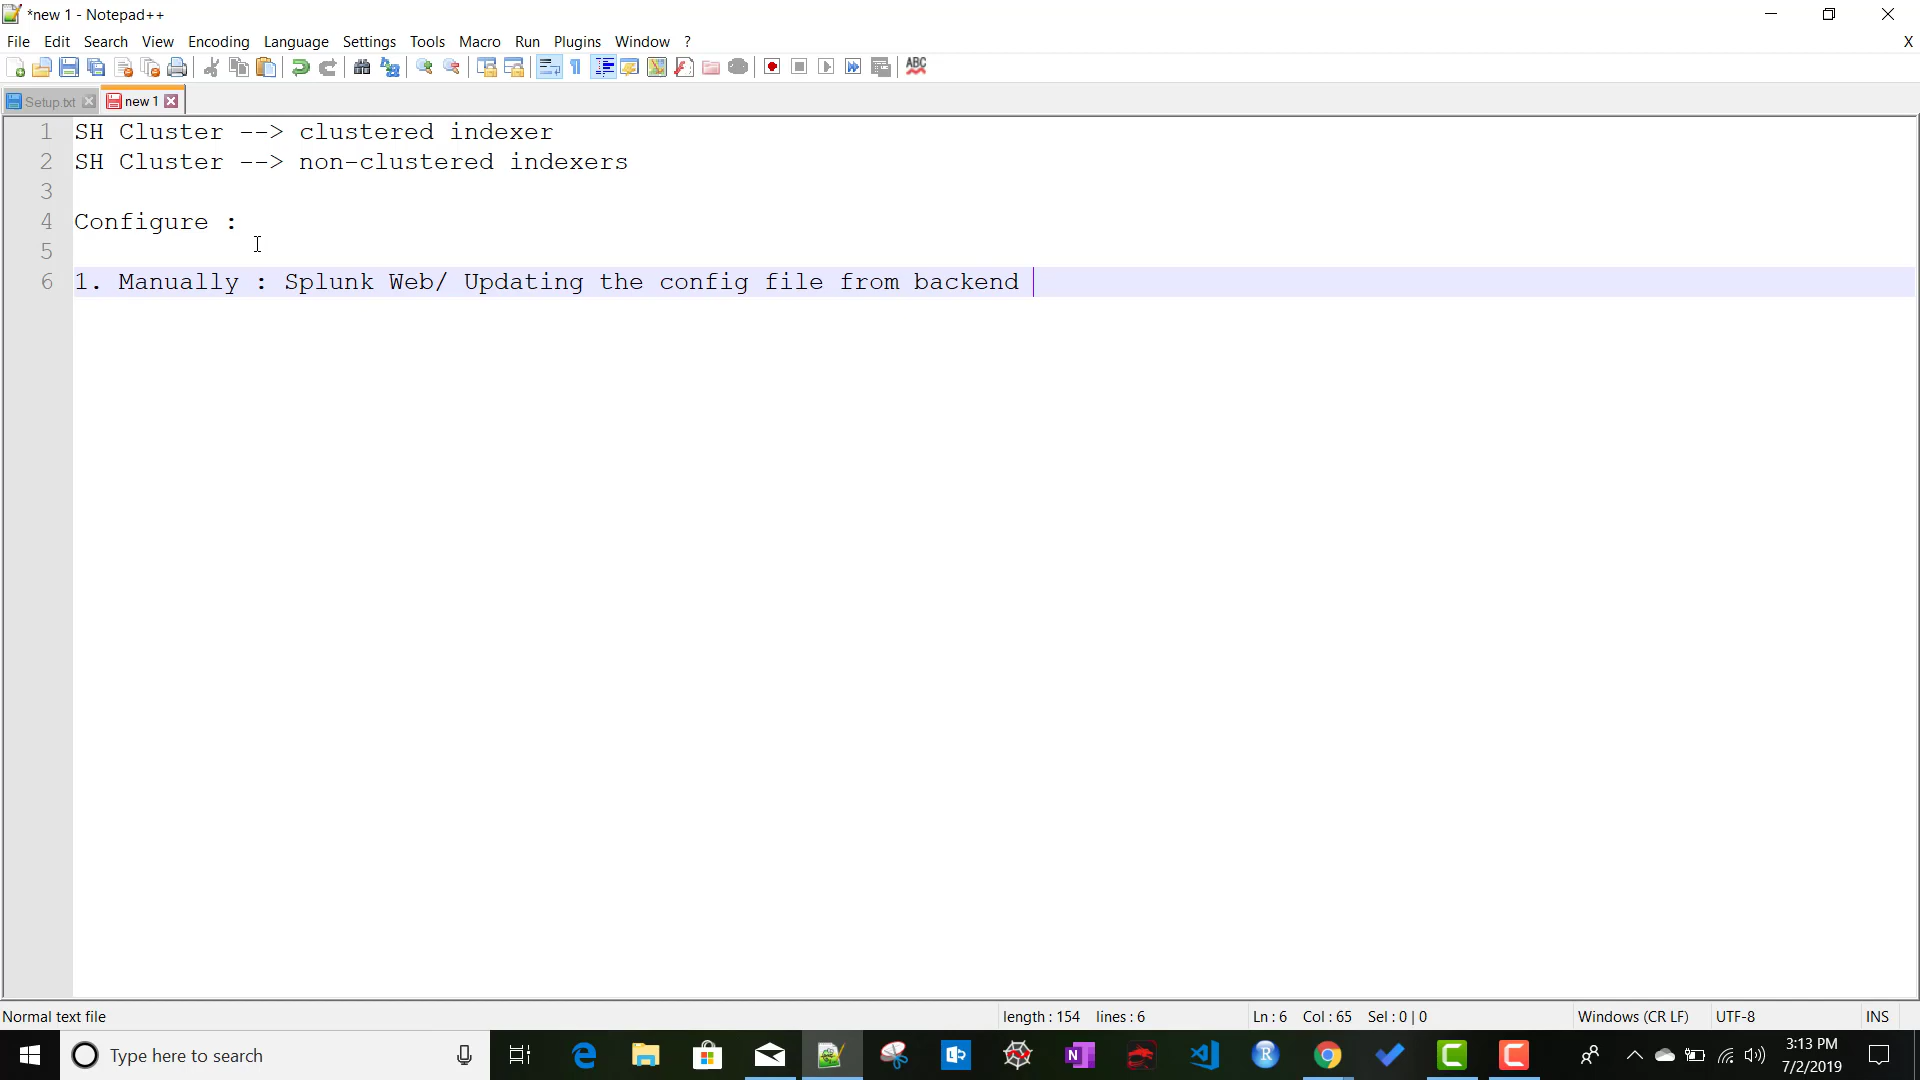 *new 1 - Notepad++
File Edit Search View Encoding Language Settings Tools Macro Run Plugins Window ? X
ABC
Setup.txt new 1
1 SH Cluster --> clustered indexer
2 SH Cluster --> non-clustered indexers
3
4 Configure :
5
6 1. Manually : Splunk Web/ Updating the config file from backend
Normal text file length : 154 lines : 6 Ln : 6 Col : 65 Sel : 0 | 0 Windows (CR LF) UTF-8 INS
Type here to search
3:13 PM
7/2/2019